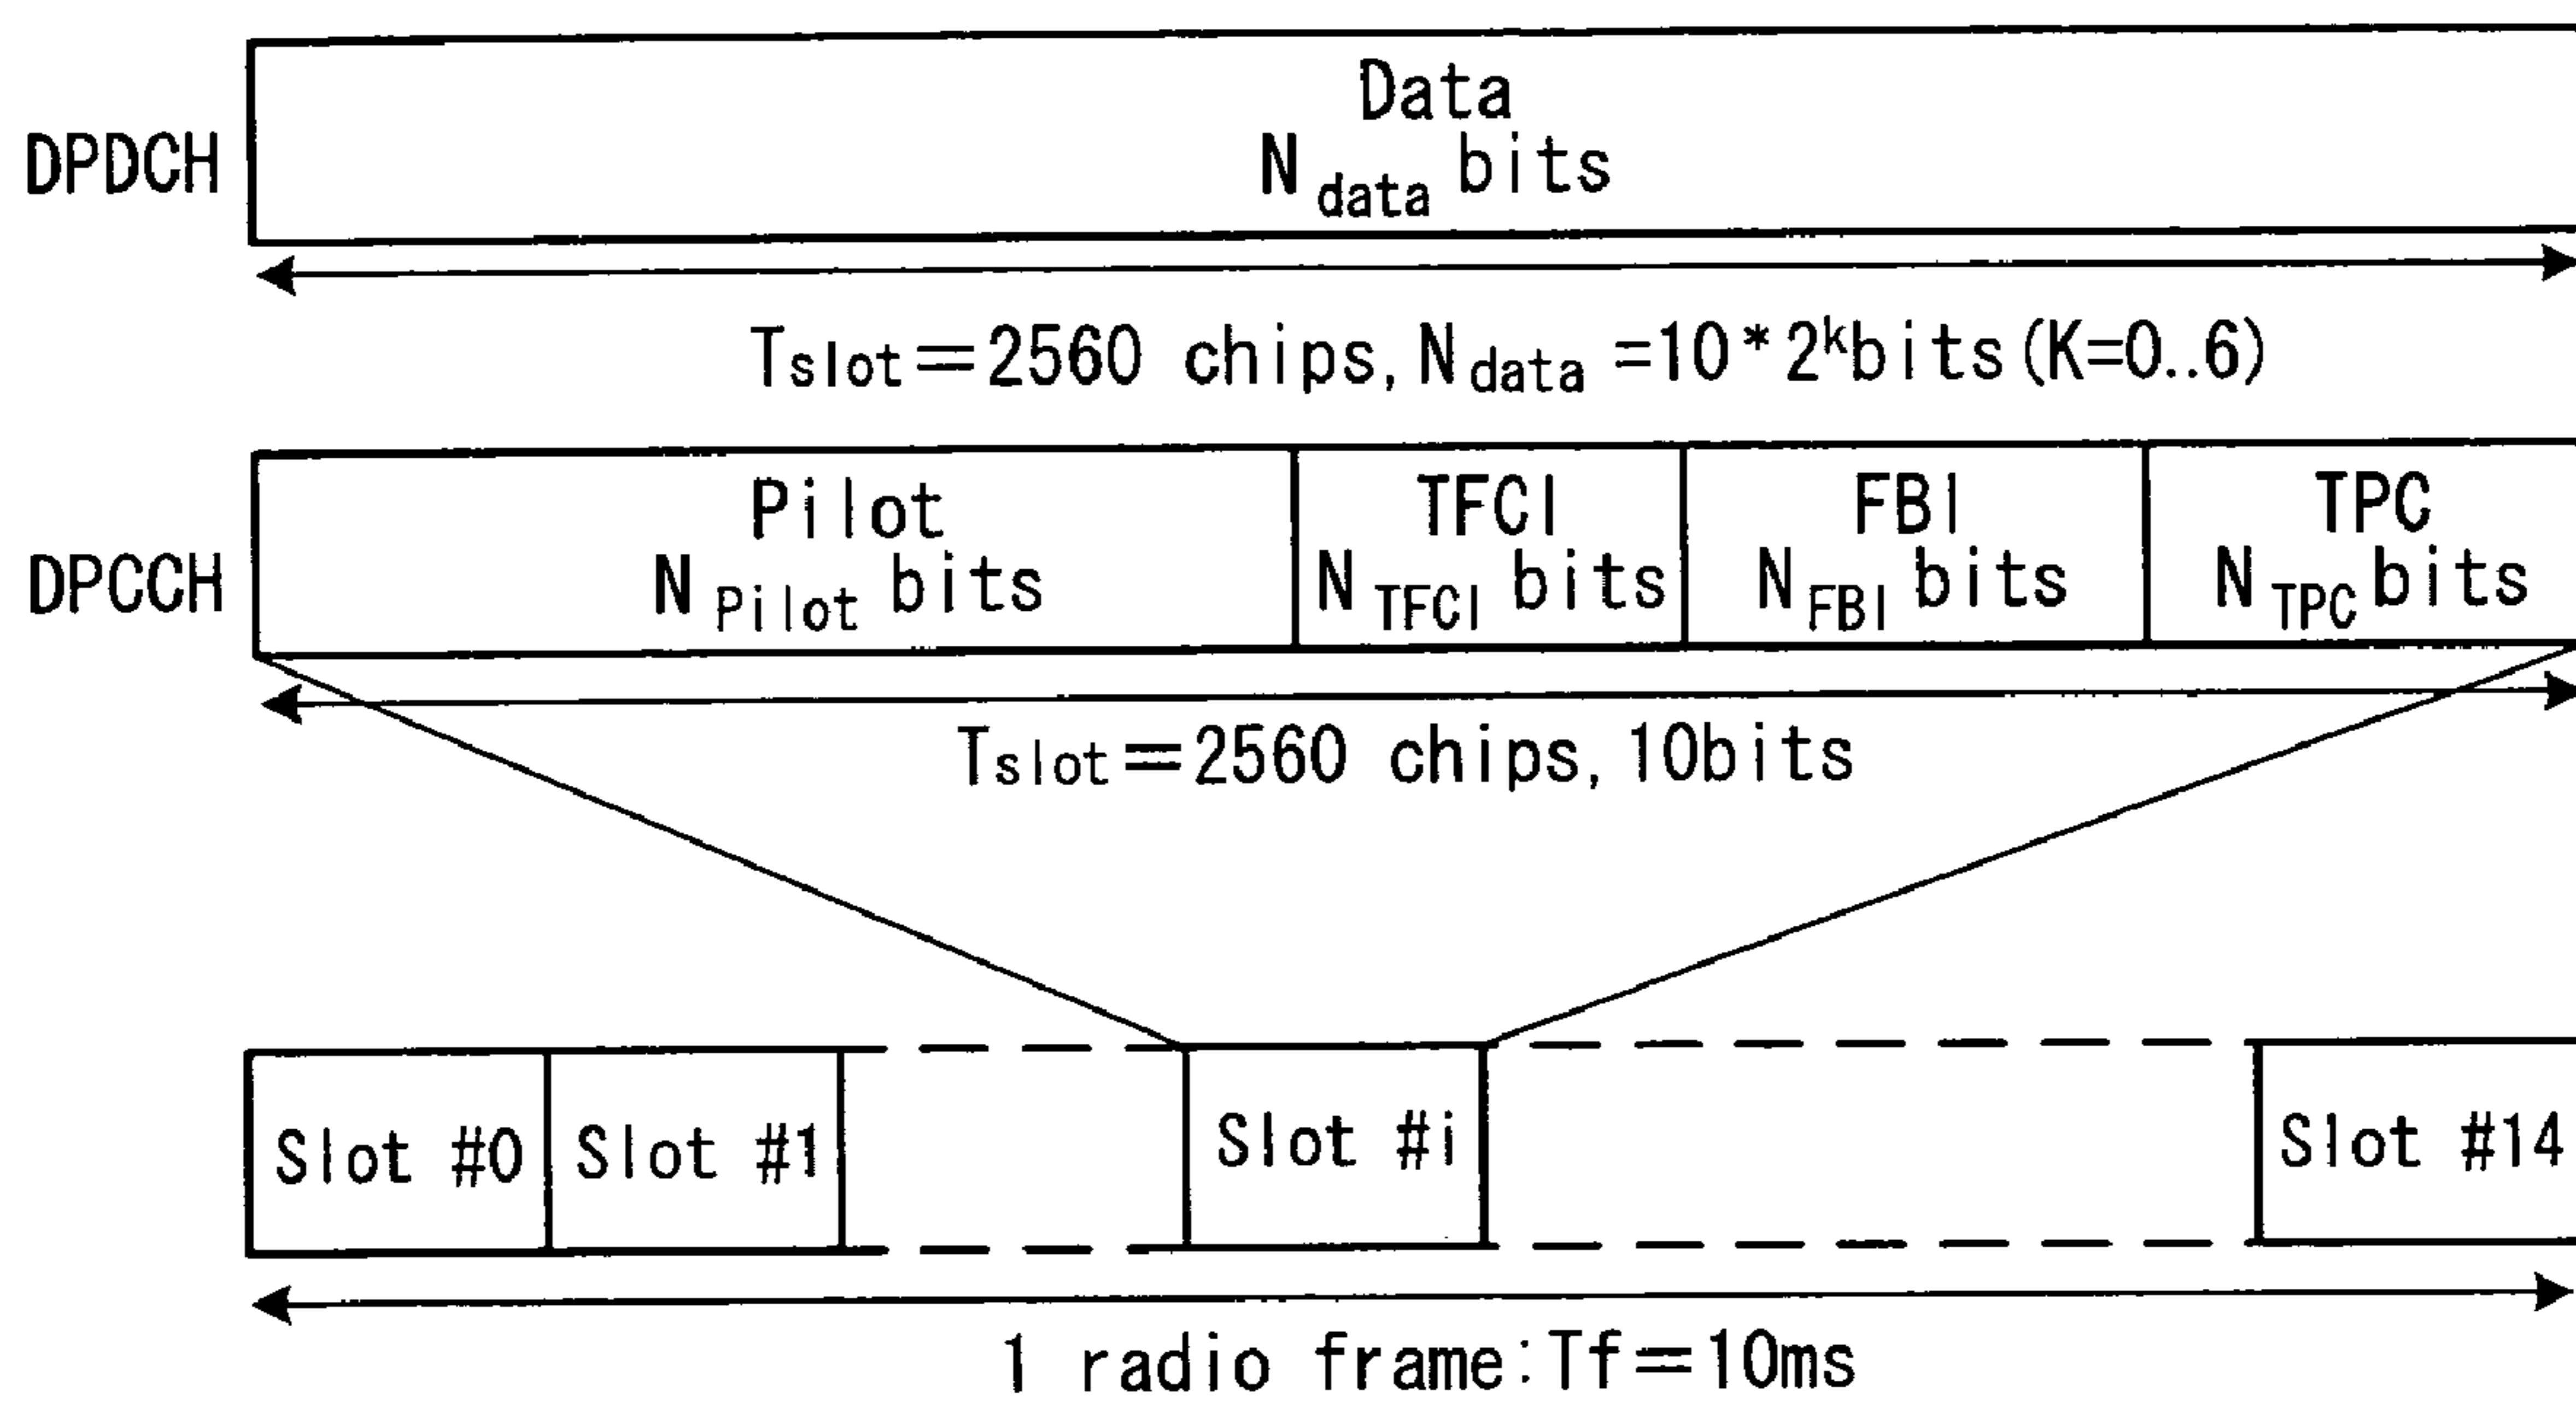 Data
DPDCH
N data bits
Tslot=2560 chips, N data =10*2^k bits (K=0..6)
Pilot TFCI FBI TPC
DPCCH
N Pilot bits N TFCI bits N FBI bits N TPC bits
Tslot=2560 chips, 10bits
Slot #0 Slot #1 Slot #i Slot #14
1 radio frame:Tf=10ms